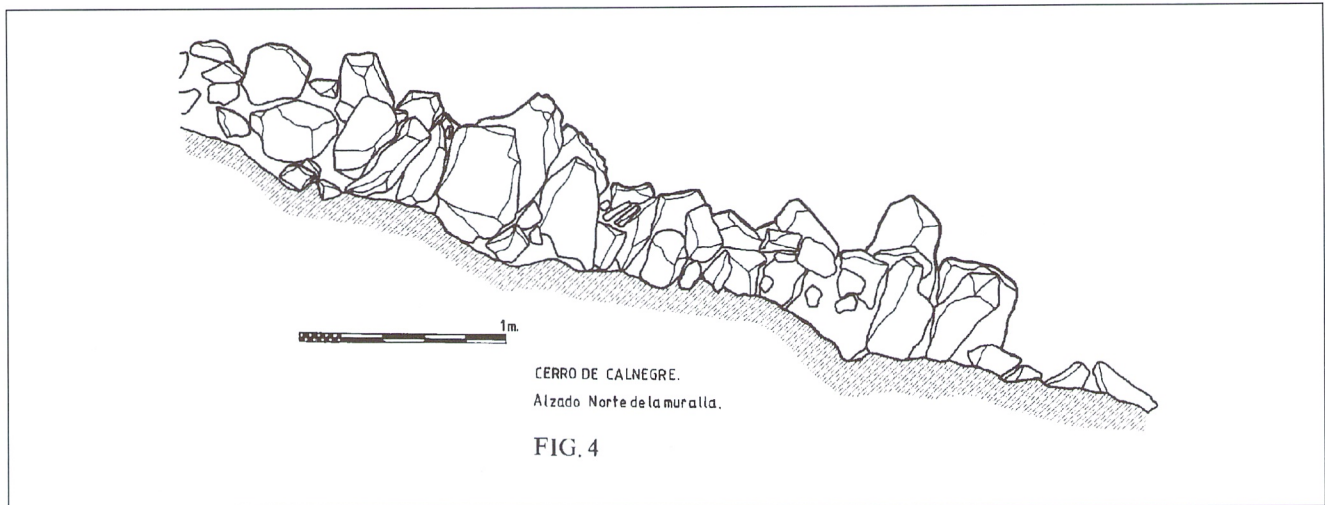 1m.
CERRO DE CALNEGRE.
Alzado Norte de la muralla.
FIG. 4